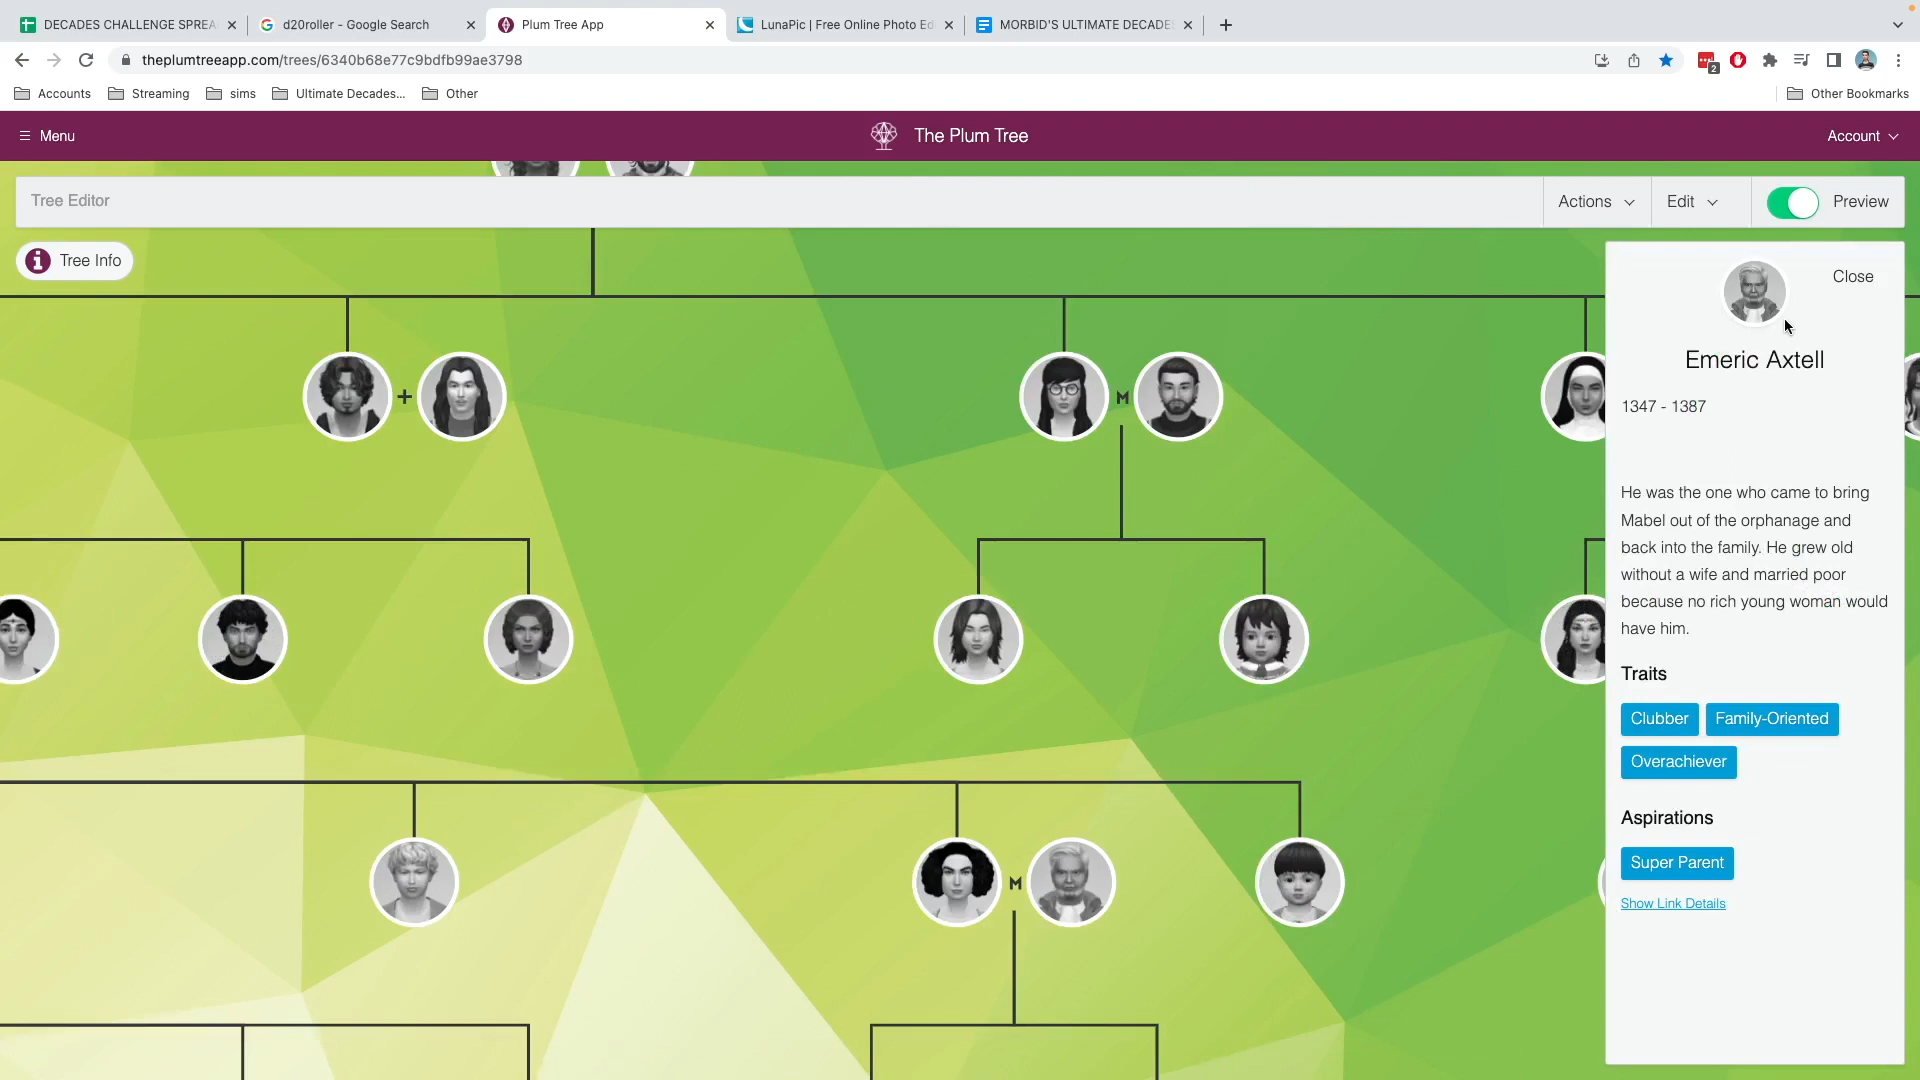 DECADES CHALLENGE SPREA
d20roller - Google Search
Plum Tree App
LunaPic | Free Online Photo Ed
MORBID'S ULTIMATE DECADES
theplumtreeapp.com/trees/6340b68e77c9bdfb99ae3798
2
Accounts
Streaming
sims
Ultimate Decades...
Other
Other Bookmarks
Menu
The Plum Tree
Account
Tree Editor
Actions
Edit
Preview
Tree Info
Close
Emeric Axtell
1347 - 1387
He was the one who came to bring
Mabel out of the orphanage and
back into the family. He grew old
without a wife and married poor
because no rich young woman would
have him.
Traits
Clubber
Family-Oriented
Overachiever
Aspirations
Super Parent
Show Link Details
+
M
M